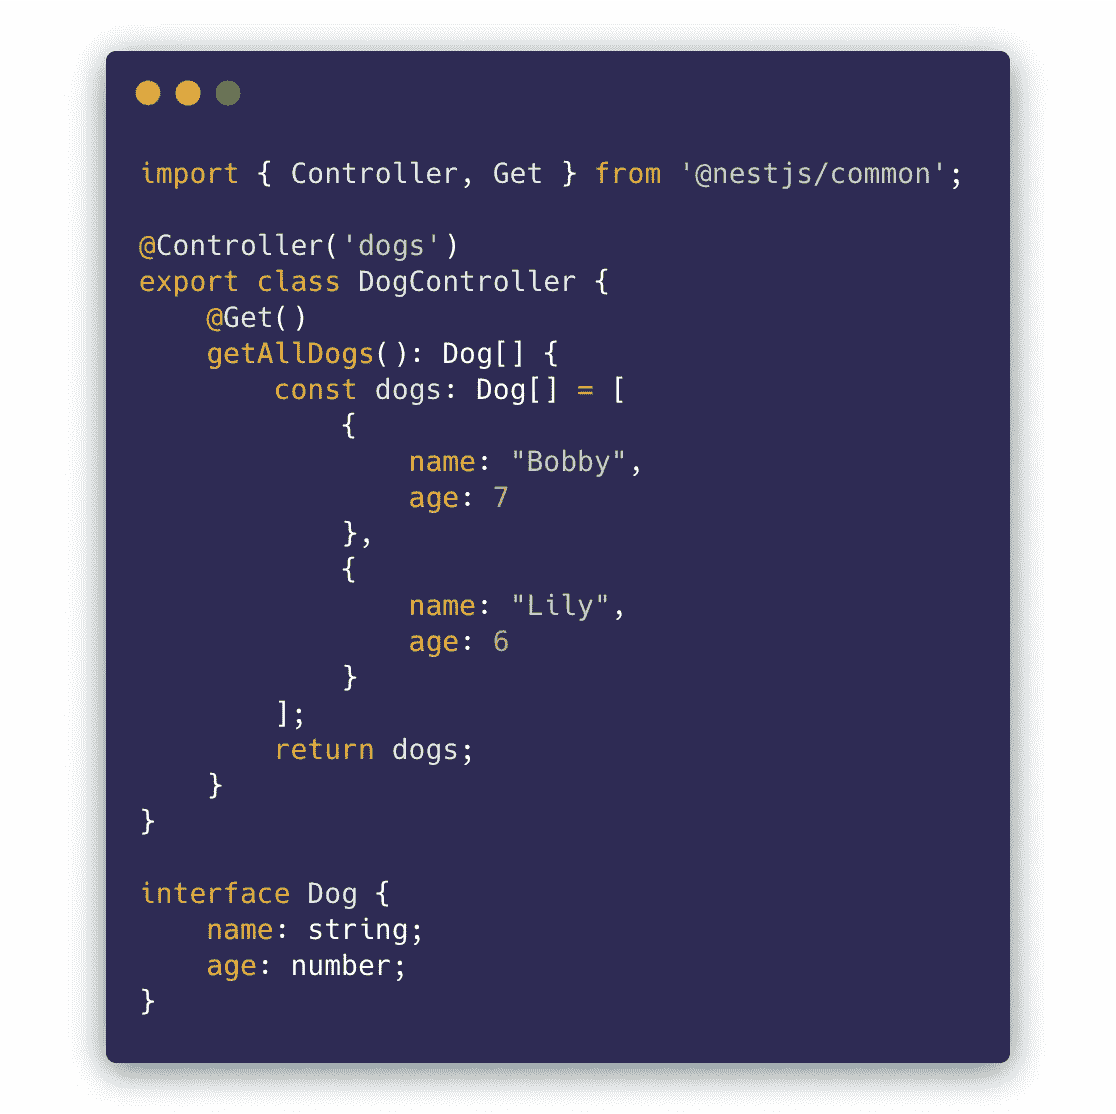 import { Controller, Get } from '@nestjs/common';

@Controller('dogs')
export class DogController {
    @Get()
    getAllDogs(): Dog[] {
        const dogs: Dog[] = [
            {
                name: "Bobby",
                age: 7
            },
            {
                name: "Lily",
                age: 6
            }
        ];
        return dogs;
    }
}

interface Dog {
    name: string;
    age: number;
}